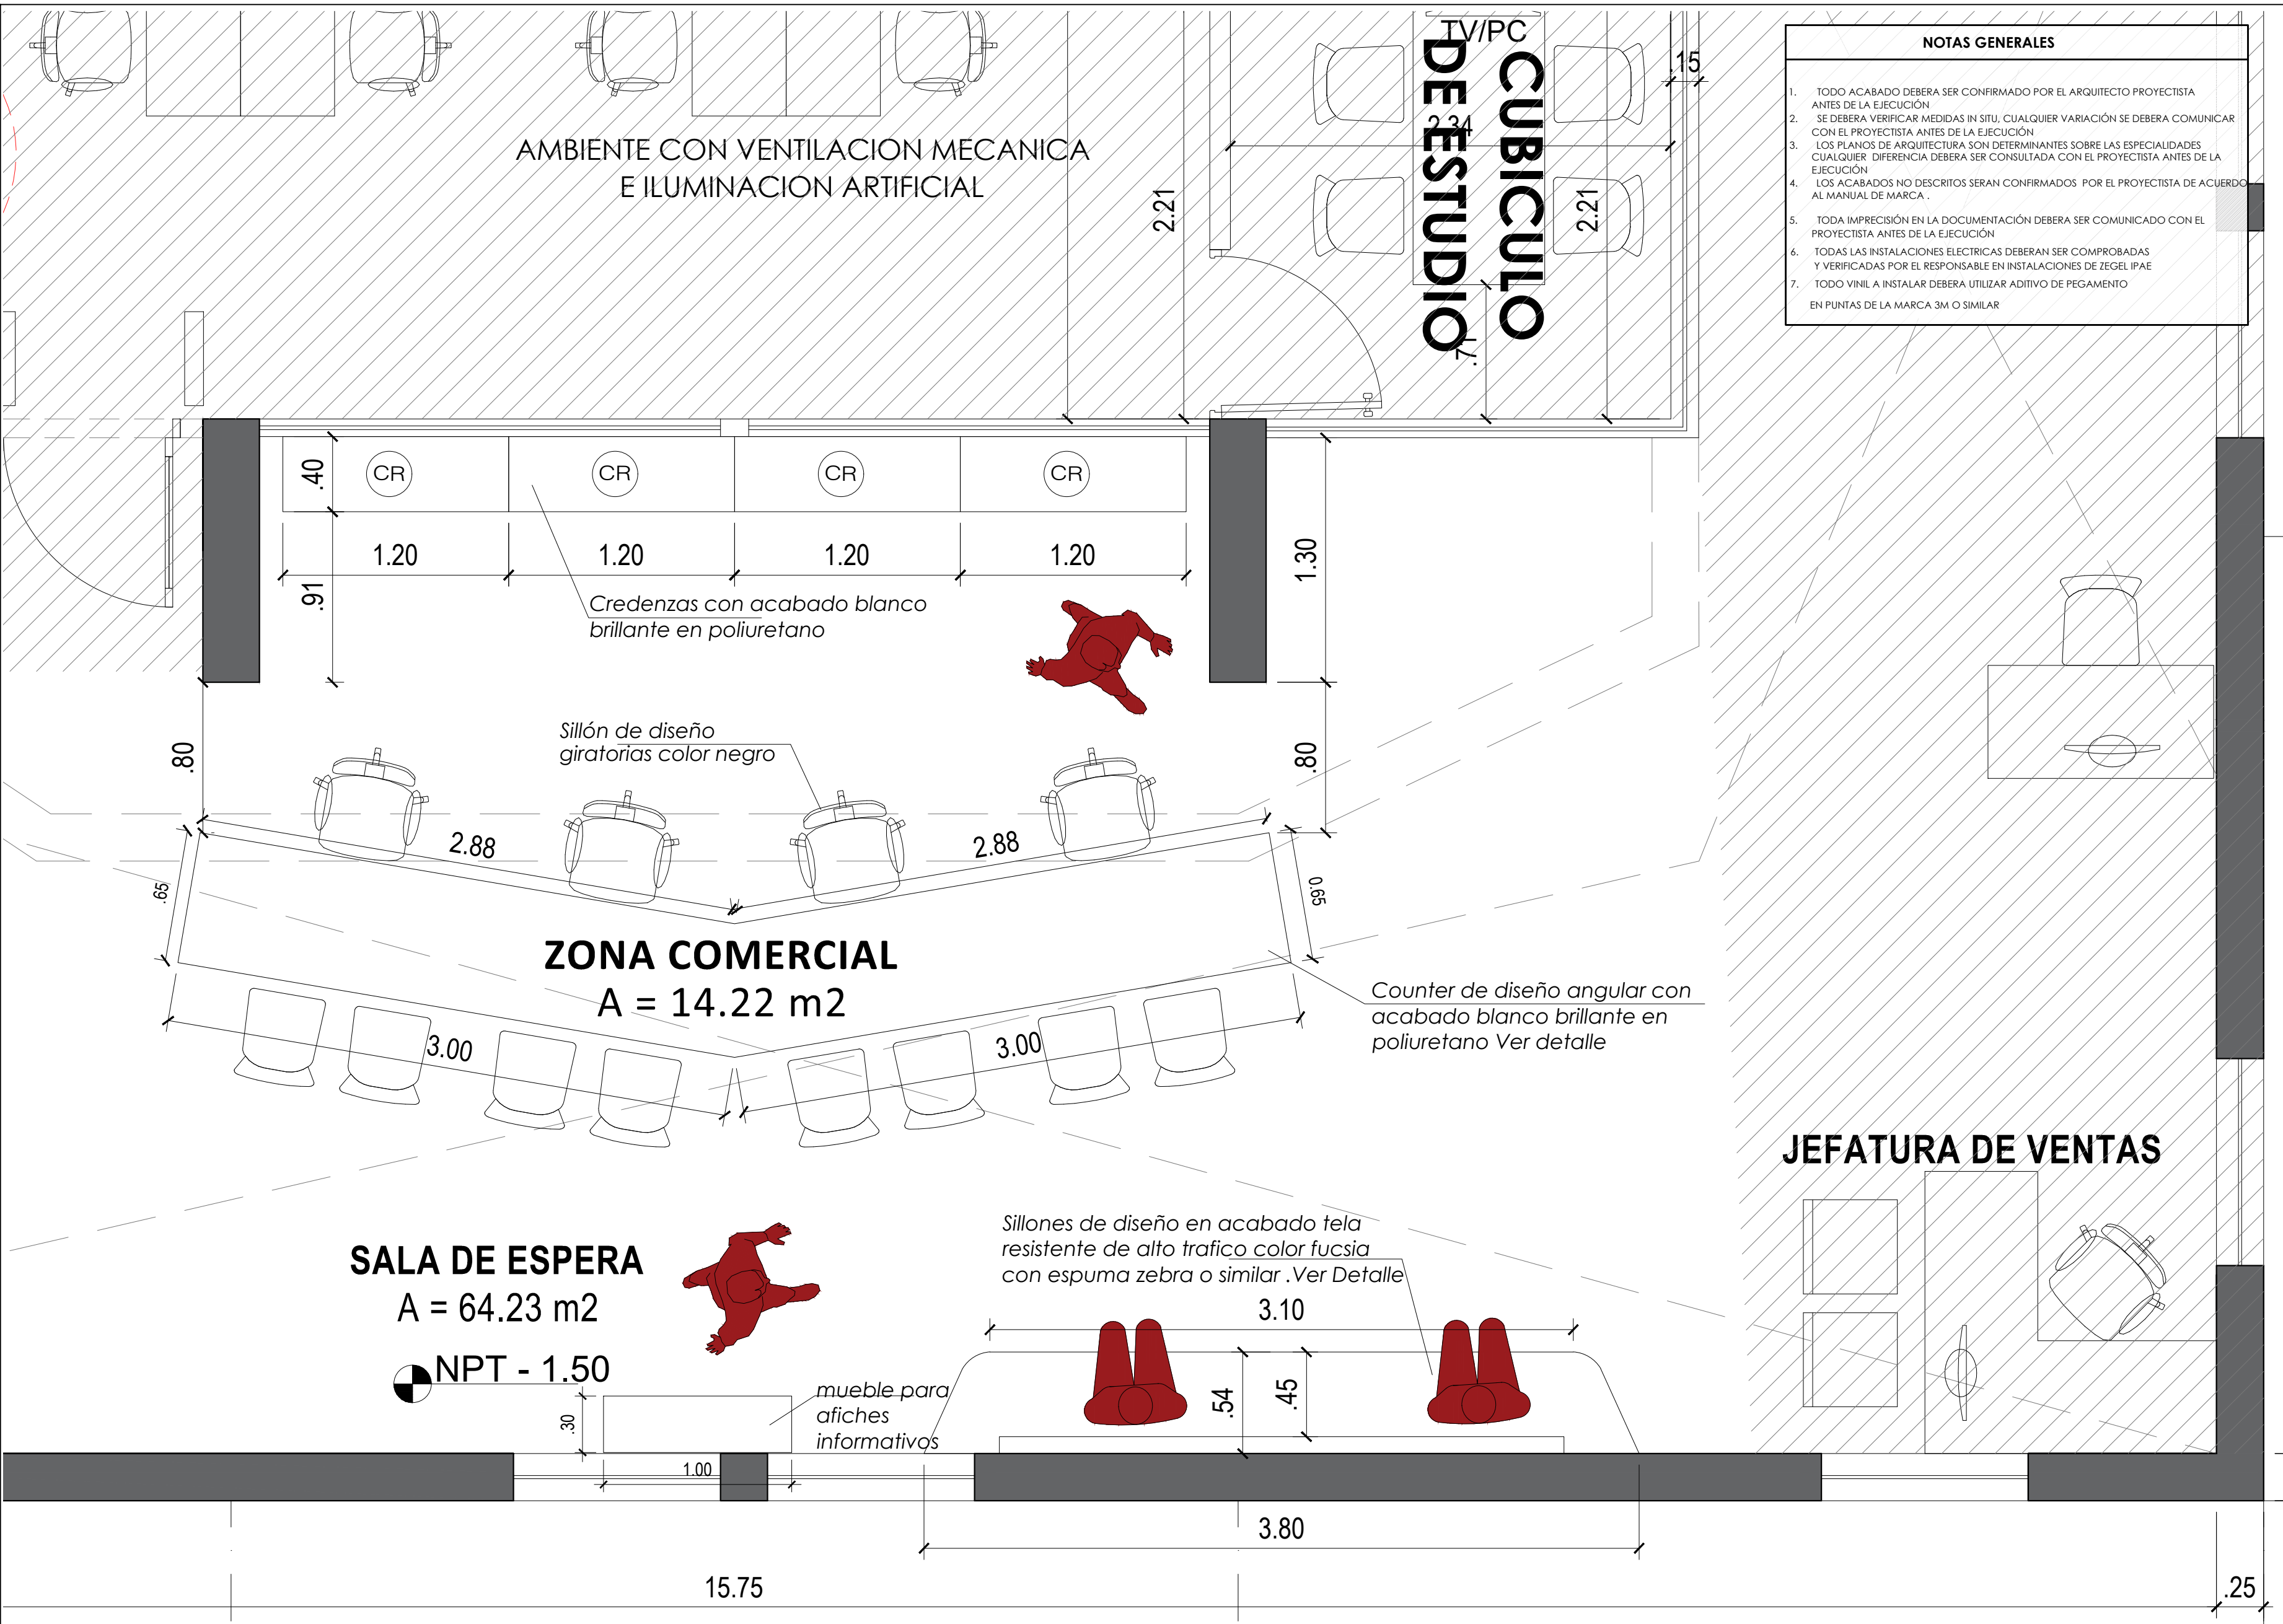 TV/PC
CUBICULO
DE ESTUDIO
.15
2.34
2.21
2.21
.71
AMBIENTE CON VENTILACION MECANICA
E ILUMINACION ARTIFICIAL
NOTAS GENERALES
1. TODO ACABADO DEBERA SER CONFIRMADO POR EL ARQUITECTO PROYECTISTA
ANTES DE LA EJECUCIÓN
2. SE DEBERA VERIFICAR MEDIDAS IN SITU, CUALQUIER VARIACIÓN SE DEBERA COMUNICAR
CON EL PROYECTISTA ANTES DE LA EJECUCIÓN
3. LOS PLANOS DE ARQUITECTURA SON DETERMINANTES SOBRE LAS ESPECIALIDADES
CUALQUIER DIFERENCIA DEBERA SER CONSULTADA CON EL PROYECTISTA ANTES DE LA
EJECUCIÓN
4. LOS ACABADOS NO DESCRITOS SERAN CONFIRMADOS POR EL PROYECTISTA DE ACUERDO
AL MANUAL DE MARCA .
5. TODA IMPRECISIÓN EN LA DOCUMENTACIÓN DEBERA SER COMUNICADO CON EL
PROYECTISTA ANTES DE LA EJECUCIÓN
6. TODAS LAS INSTALACIONES ELECTRICAS DEBERAN SER COMPROBADAS
Y VERIFICADAS POR EL RESPONSABLE EN INSTALACIONES DE ZEGEL IPAE
7. TODO VINIL A INSTALAR DEBERA UTILIZAR ADITIVO DE PEGAMENTO
EN PUNTAS DE LA MARCA 3M O SIMILAR
.40
CR
CR
CR
CR
1.20
1.20
1.20
1.20
.91
1.30
Credenzas con acabado blanco
brillante en poliuretano
Sillón de diseño
giratorias color negro
.80
.80
2.88
2.88
.65
0.65
ZONA COMERCIAL
A = 14.22 m2
Counter de diseño angular con
acabado blanco brillante en
poliuretano Ver detalle
3.00
3.00
JEFATURA DE VENTAS
SALA DE ESPERA
A = 64.23 m2
NPT - 1.50
Sillones de diseño en acabado tela
resistente de alto trafico color fucsia
con espuma zebra o similar .Ver Detalle
3.10
.54
.45
mueble para
afiches
informativos
.30
1.00
3.80
15.75
.25